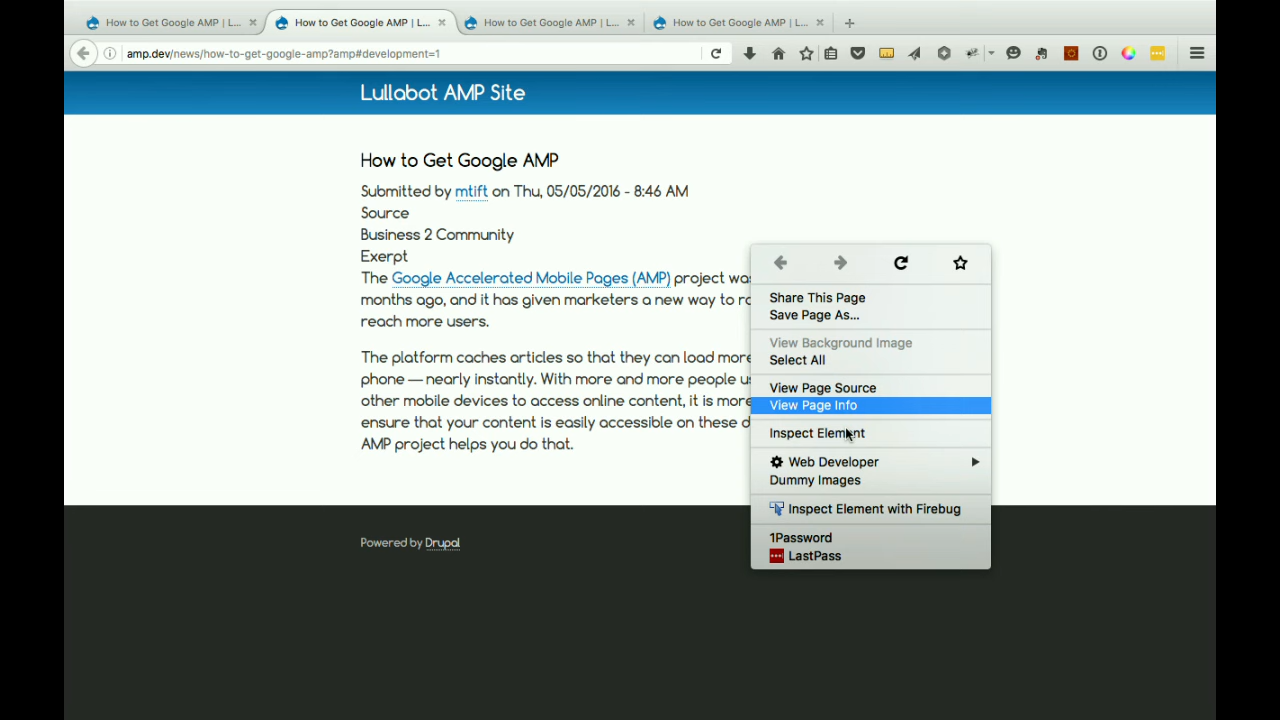 How to Get Google AMP | L...
How to Get Google AMP | L...
How to Get Google AMP | L...
How to Get Google AMP | L...
amp.dev/news/how-to-get-google-amp?amp#development=1
Lullabot AMP Site
How to Get Google AMP
Submitted by mtift on Thu, 05/05/2016 - 8:46 AM
Source
Business 2 Community
Exerpt
The Google Accelerated Mobile Pages (AMP) project was
months ago, and it has given marketers a new way to
reach more users.
The platform caches articles so that they can load more
phone — nearly instantly. With more and more people
other mobile devices to access online content, it is more
ensure that your content is easily accessible on these
AMP project helps you do that.
Share This Page
Save Page As...
View Background Image
Select All
View Page Source
View Page Info
Inspect Element
Web Developer
Dummy Images
Inspect Element with Firebug
1Password
LastPass
Powered by Drupal